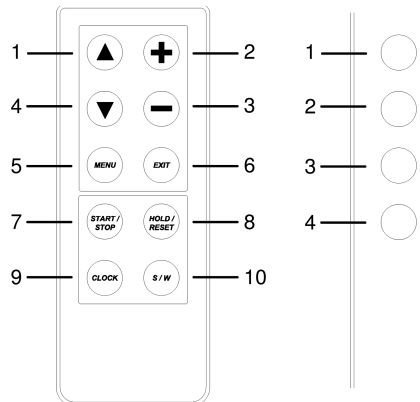 1 2 1
4 3 2
MENU EXIT
5 6 3
START / STOP HOLD / RESET
7 8 4
CLOCK S / W
9 10